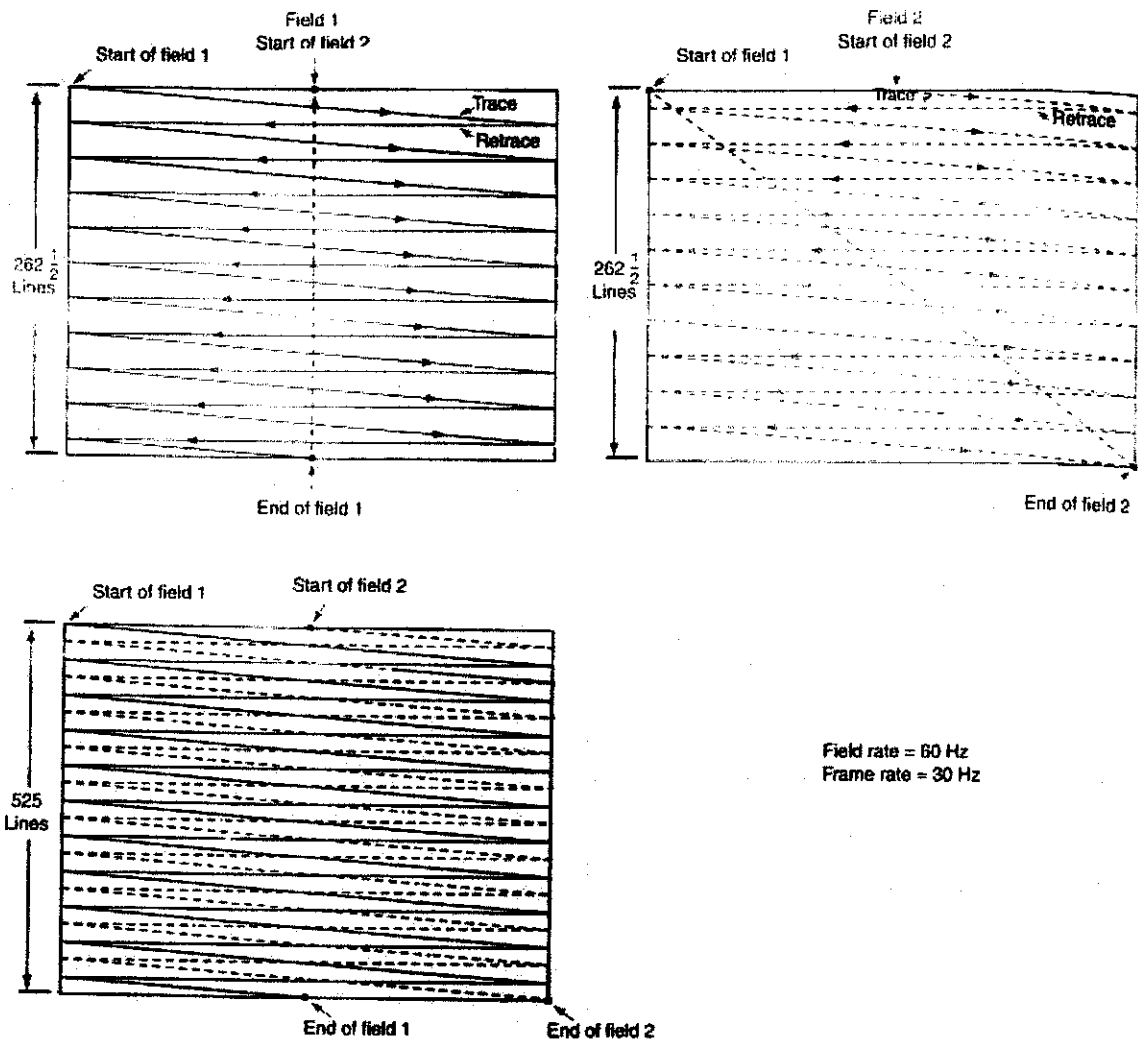 Field 1
Start of field 2
Start of field 1
Trace
Retrace
262 1/2
Lines
End of field 1
Field 2
Start of field 2
Start of field 1
Trace
Retrace
262 1/2
Lines
End of field 2
Start of field 1
Start of field 2
525
Lines
End of field 1
End of field 2
Field rate = 60 Hz
Frame rate = 30 Hz